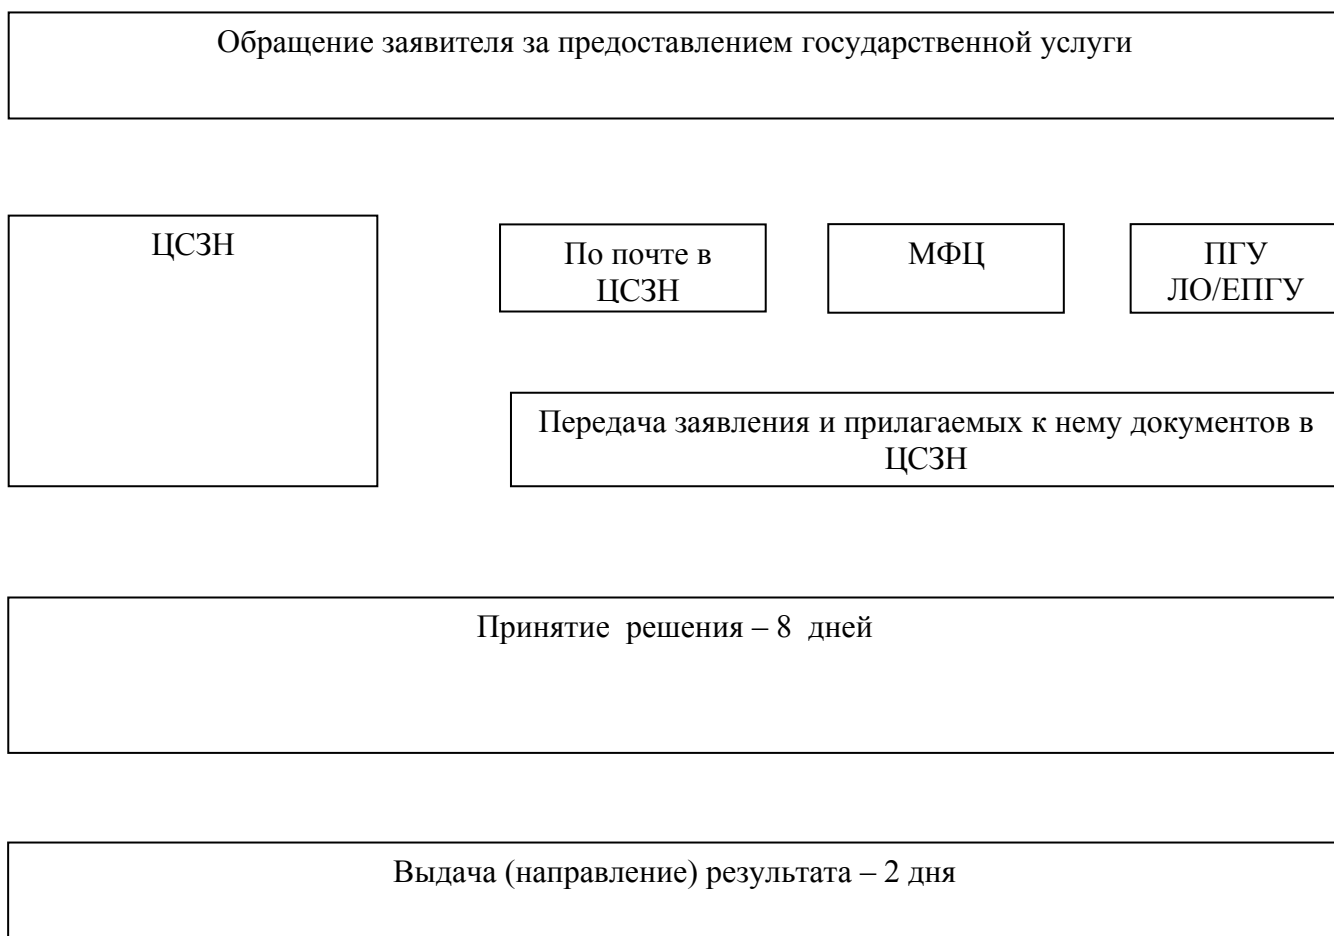 Обращение заявителя за предоставлением государственной услуги
ЦСЗН
По почте в
ЦСЗН
МФЦ
ПГУ
ЛО/ЕПГУ
Передача заявления и прилагаемых к нему документов в
ЦСЗН
Принятие решения – 8 дней
Выдача (направление) результата – 2 дня